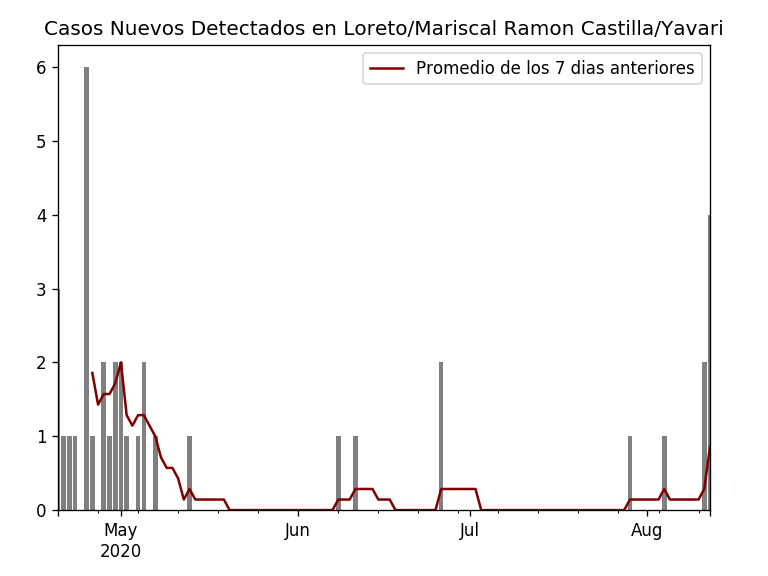 Casos Nuevos Detectados en Loreto/Mariscal Ramon Castilla/Yavari
Promedio de los 7 dias anteriores
6
5
4
3
2
1
0
May Jun Jul Aug
2020